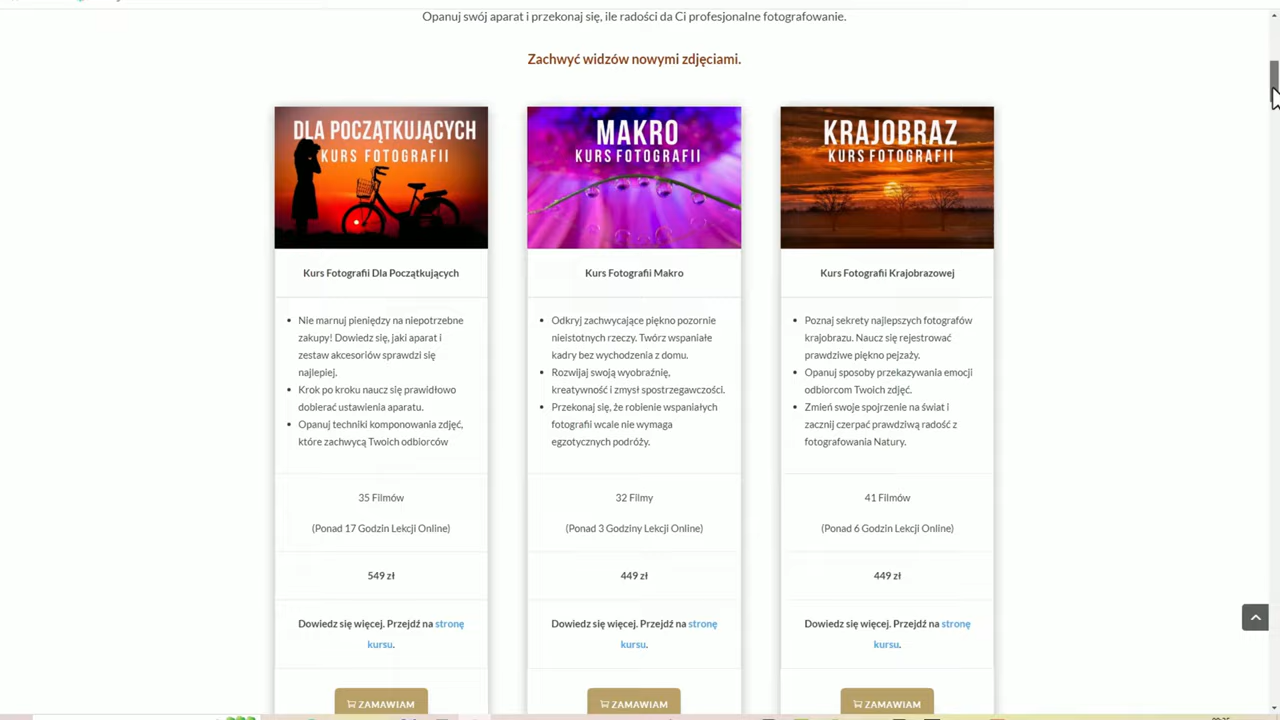 Opanuj swój aparat i przekonaj się, ile radości da Ci profesjonalne fotografowanie.
Zachwyć widzów nowymi zdjęciami.
DLA POCZĄTKUJĄCYCH
KURS FOTOGRAFII
Kurs Fotografii Dla Początkujących
Nie marnuj pieniędzy na niepotrzebne
zakupy! Dowiedz się, jaki aparat i
zestaw akcesoriów sprawdzi się
najlepiej.
Krok po kroku naucz się prawidłowo
dobierać ustawienia aparatu.
Opanuj techniki komponowania zdjęć,
które zachwycą Twoich odbiorców
35 Filmów
(Ponad 17 Godzin Lekcji Online)
549 zł
Dowiedz się więcej. Przejdź na stronę
kursu.
ZAMAWIAM
MAKRO
KURS FOTOGRAFII
Kurs Fotografii Makro
Odkryj zachwycające piękno pozornie
nieistotnych rzeczy. Twórz wspaniałe
kadry bez wychodzenia z domu.
Rozwijaj swoją wyobraźnię,
kreatywność i zmysł spostrzegawczości.
Przekonaj się, że robienie wspaniałych
fotografii wcale nie wymaga
egzotycznych podróży.
32 Filmy
(Ponad 3 Godziny Lekcji Online)
449 zł
Dowiedz się więcej. Przejdź na stronę
kursu.
ZAMAWIAM
KRAJOBRAZ
KURS FOTOGRAFII
Kurs Fotografii Krajobrazowej
Poznaj sekrety najlepszych fotografów
krajobrazu. Naucz się rejestrować
prawdziwe piękno pejzaży.
Opanuj sposoby przekazywania emocji
odbiorcom Twoich zdjęć.
Zmień swoje spojrzenie na świat i
zacznij czerpać prawdziwą radość z
fotografowania Natury.
41 Filmów
(Ponad 6 Godzin Lekcji Online)
449 zł
Dowiedz się więcej. Przejdź na stronę
kursu.
ZAMAWIAM